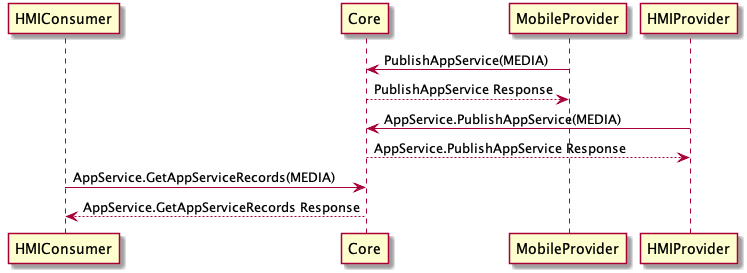 HMIConsumer
Core
MobileProvider
HMIProvider
PublishAppService(MEDIA)
PublishAppService Response
AppService.PublishAppService(MEDIA)
AppService.PublishAppService Response
AppService.GetAppServiceRecords(MEDIA)
AppService.GetAppServiceRecords Response
HMIConsumer
Core
MobileProvider
HMIProvider